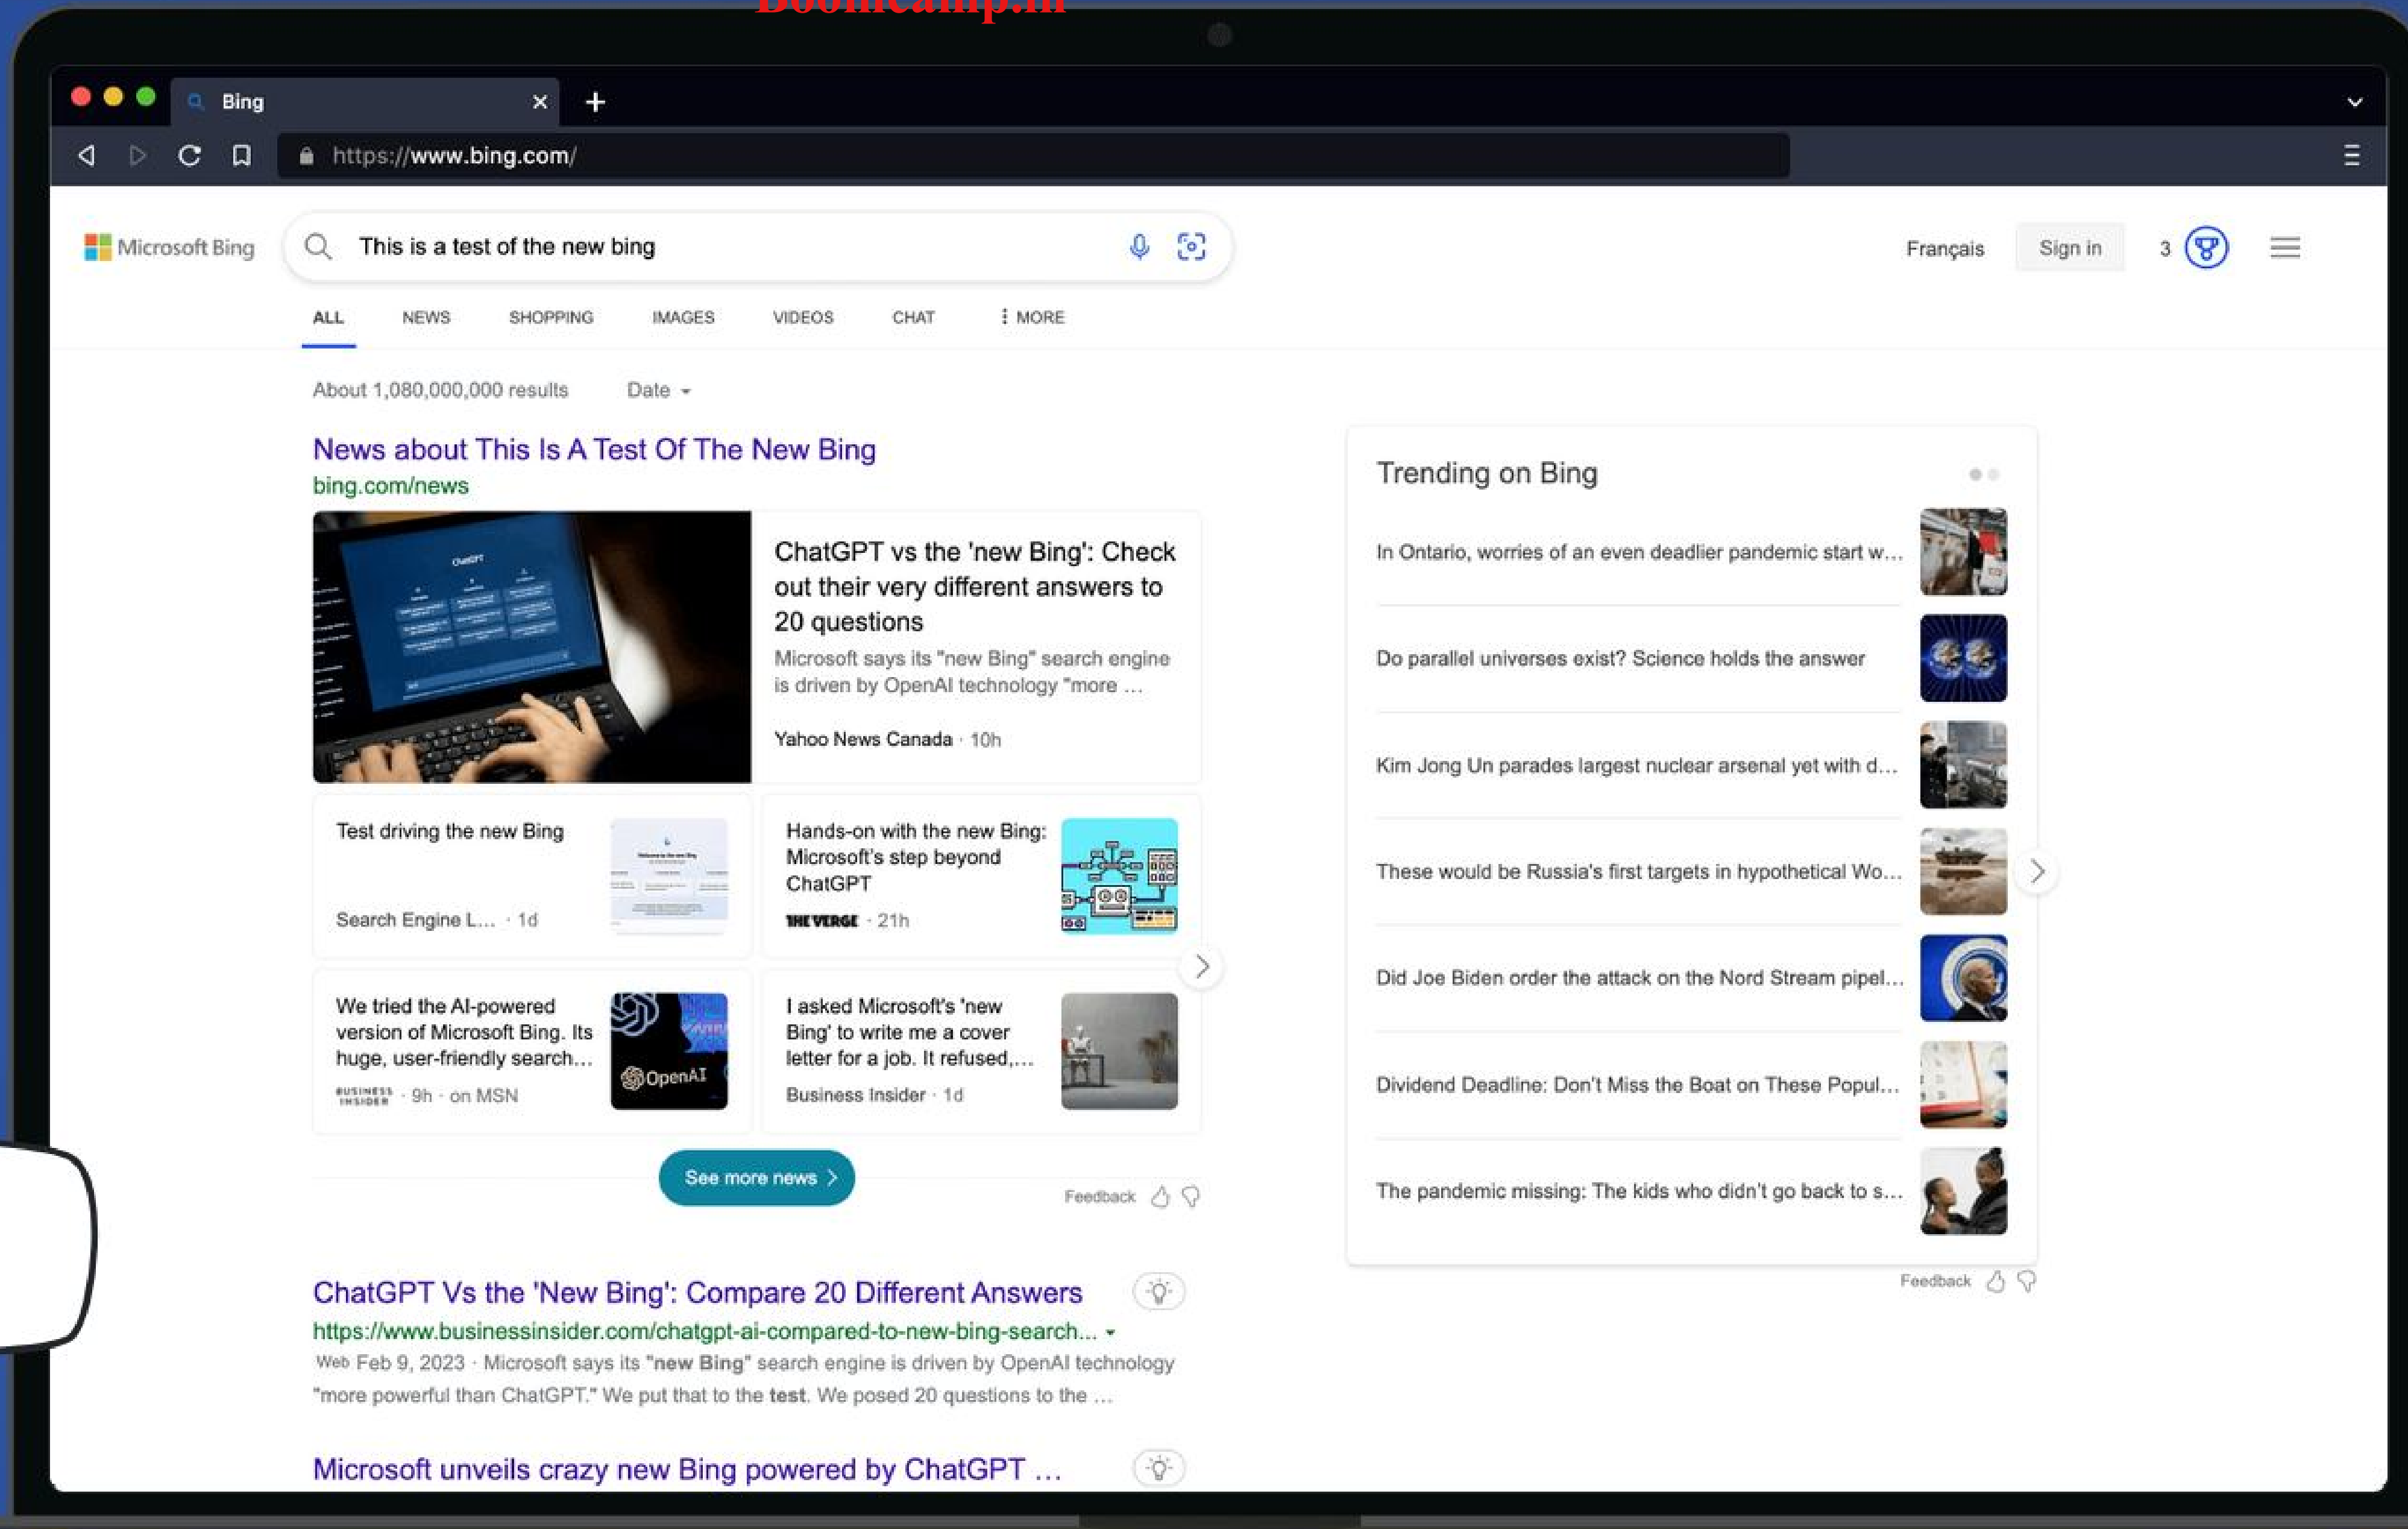 Boomcamp.in
Bing
https://www.bing.com/
Microsoft Bing
This is a test of the new bing
Français
Sign in
3
ALL
NEWS
SHOPPING
IMAGES
VIDEOS
CHAT
MORE
About 1,080,000,000 results
Date
News about This Is A Test Of The New Bing
bing.com/news
ChatGPT
ChatGPT vs the 'new Bing': Check
out their very different answers to
20 questions
Microsoft says its "new Bing" search engine
is driven by OpenAI technology "more ...
Yahoo News Canada · 10h
Test driving the new Bing
Search Engine L... · 1d
Welcome to the new Bing
Hands-on with the new Bing:
Microsoft's step beyond
ChatGPT
THE VERGE · 21h
We tried the AI-powered
version of Microsoft Bing. Its
huge, user-friendly search...
BUSINESS
INSIDER · 9h · on MSN
OpenAI
I asked Microsoft's 'new
Bing' to write me a cover
letter for a job. It refused,...
Business Insider · 1d
See more news
Feedback
ChatGPT Vs the 'New Bing': Compare 20 Different Answers
https://www.businessinsider.com/chatgpt-ai-compared-to-new-bing-search...
Web Feb 9, 2023 · Microsoft says its "new Bing" search engine is driven by OpenAI technology
"more powerful than ChatGPT." We put that to the test. We posed 20 questions to the ...
Microsoft unveils crazy new Bing powered by ChatGPT ...
Trending on Bing
In Ontario, worries of an even deadlier pandemic start w...
Do parallel universes exist? Science holds the answer
Kim Jong Un parades largest nuclear arsenal yet with d...
These would be Russia's first targets in hypothetical Wo...
Did Joe Biden order the attack on the Nord Stream pipel...
Dividend Deadline: Don't Miss the Boat on These Popul...
The pandemic missing: The kids who didn't go back to s...
Feedback